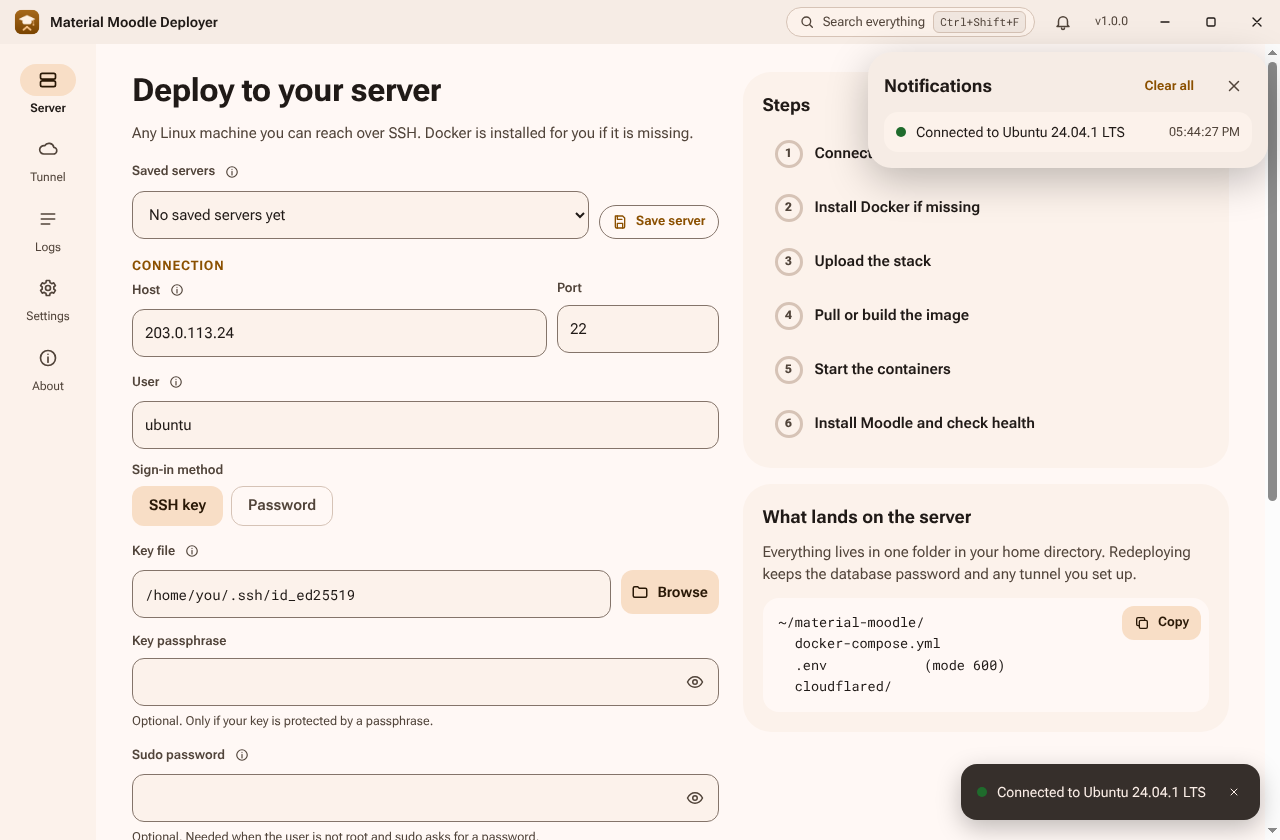 Material Moodle Deployer
Search everything Ctrl+Shift+F
v1.0.0
Server
Tunnel
Logs
Settings
About
Deploy to your server
Any Linux machine you can reach over SSH. Docker is installed for you if it is missing.
Saved servers
No saved servers yet
Save server
CONNECTION
Host
Port
203.0.113.24
22
User
ubuntu
Sign-in method
SSH key
Password
Key file
/home/you/.ssh/id_ed25519
Browse
Key passphrase
Optional. Only if your key is protected by a passphrase.
Sudo password
Optional. Needed when the user is not root and sudo asks for a password.
Steps
1 Connec
2 Install Docker if missing
3 Upload the stack
4 Pull or build the image
5 Start the containers
6 Install Moodle and check health
Notifications
Clear all
Connected to Ubuntu 24.04.1 LTS 05:44:27 PM
What lands on the server
Everything lives in one folder in your home directory. Redeploying
keeps the database password and any tunnel you set up.
~/material-moodle/
docker-compose.yml
.env (mode 600)
cloudflared/
Copy
Connected to Ubuntu 24.04.1 LTS